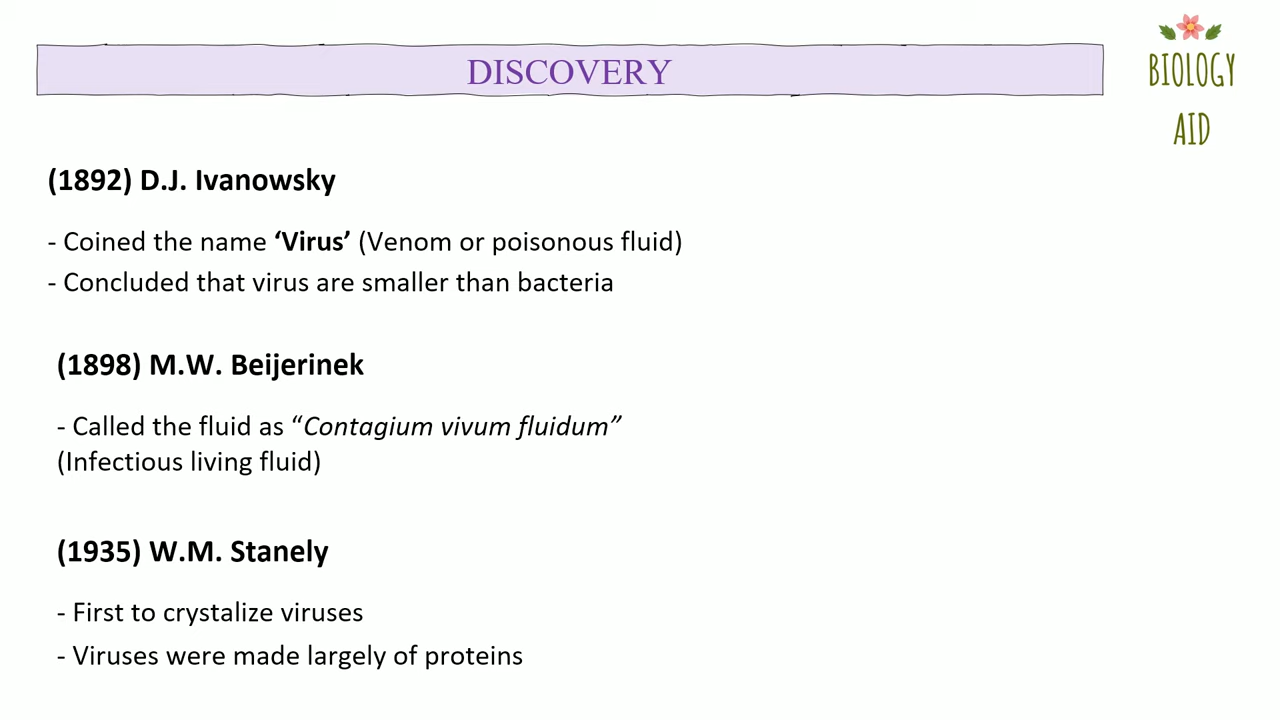 DISCOVERY
BIOLOGY
AID
(1892) D.J. Ivanowsky
- Coined the name ‘Virus’ (Venom or poisonous fluid)
- Concluded that virus are smaller than bacteria
(1898) M.W. Beijerinek
- Called the fluid as “Contagium vivum fluidum”
(Infectious living fluid)
(1935) W.M. Stanely
- First to crystalize viruses
- Viruses were made largely of proteins